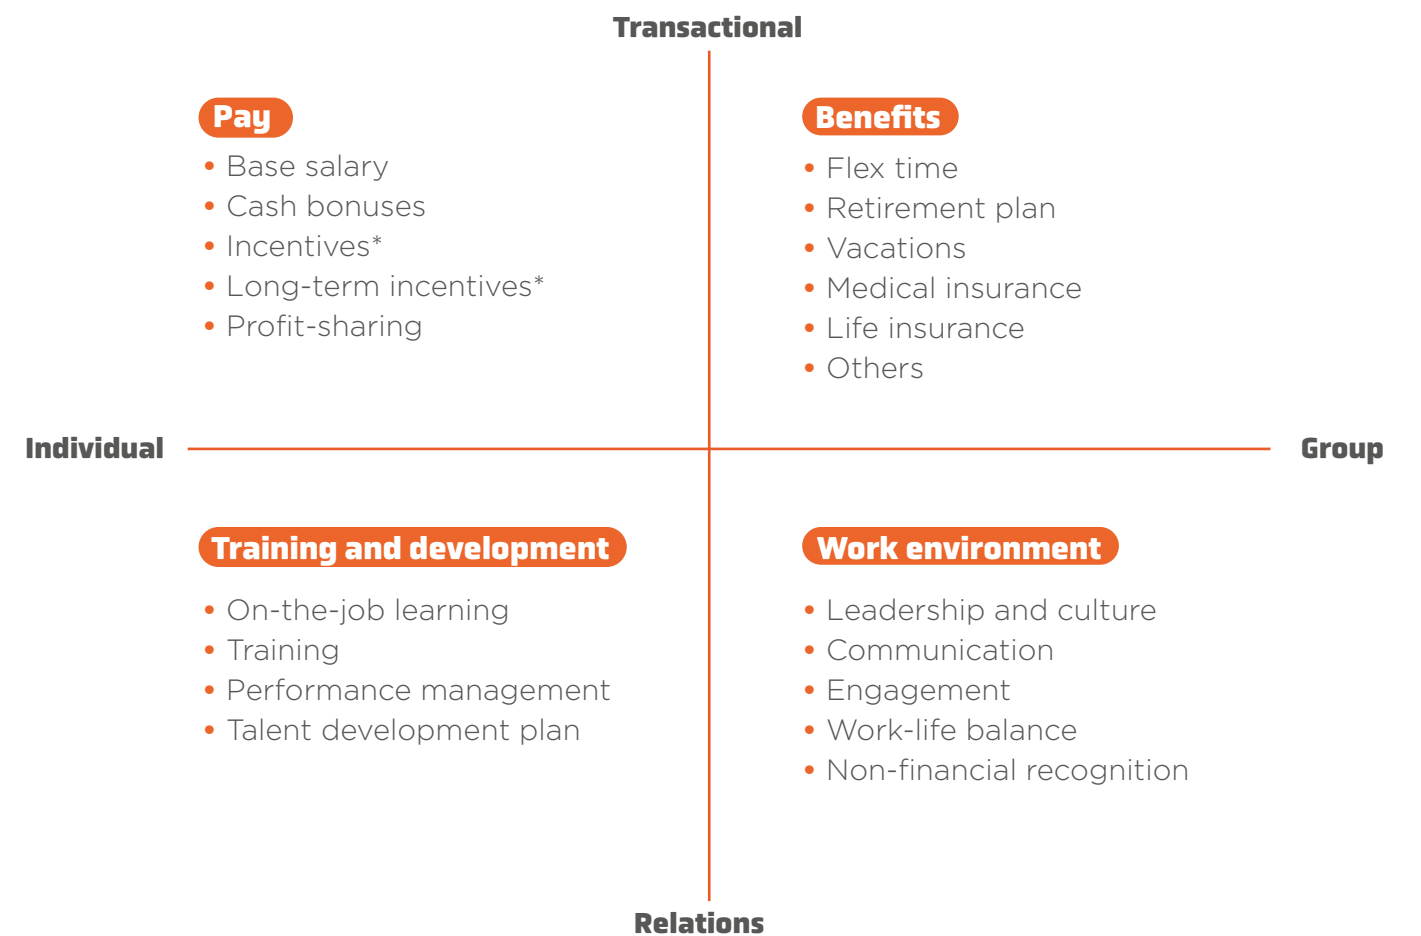 Transactional
Pay
• Base salary
• Cash bonuses
• Incentives*
• Long-term incentives*
• Profit-sharing
Benefits
• Flex time
• Retirement plan
• Vacations
• Medical insurance
• Life insurance
• Others
Individual
Group
Training and development
• On-the-job learning
• Training
• Performance management
• Talent development plan
Work environment
• Leadership and culture
• Communication
• Engagement
• Work-life balance
• Non-financial recognition
Relations